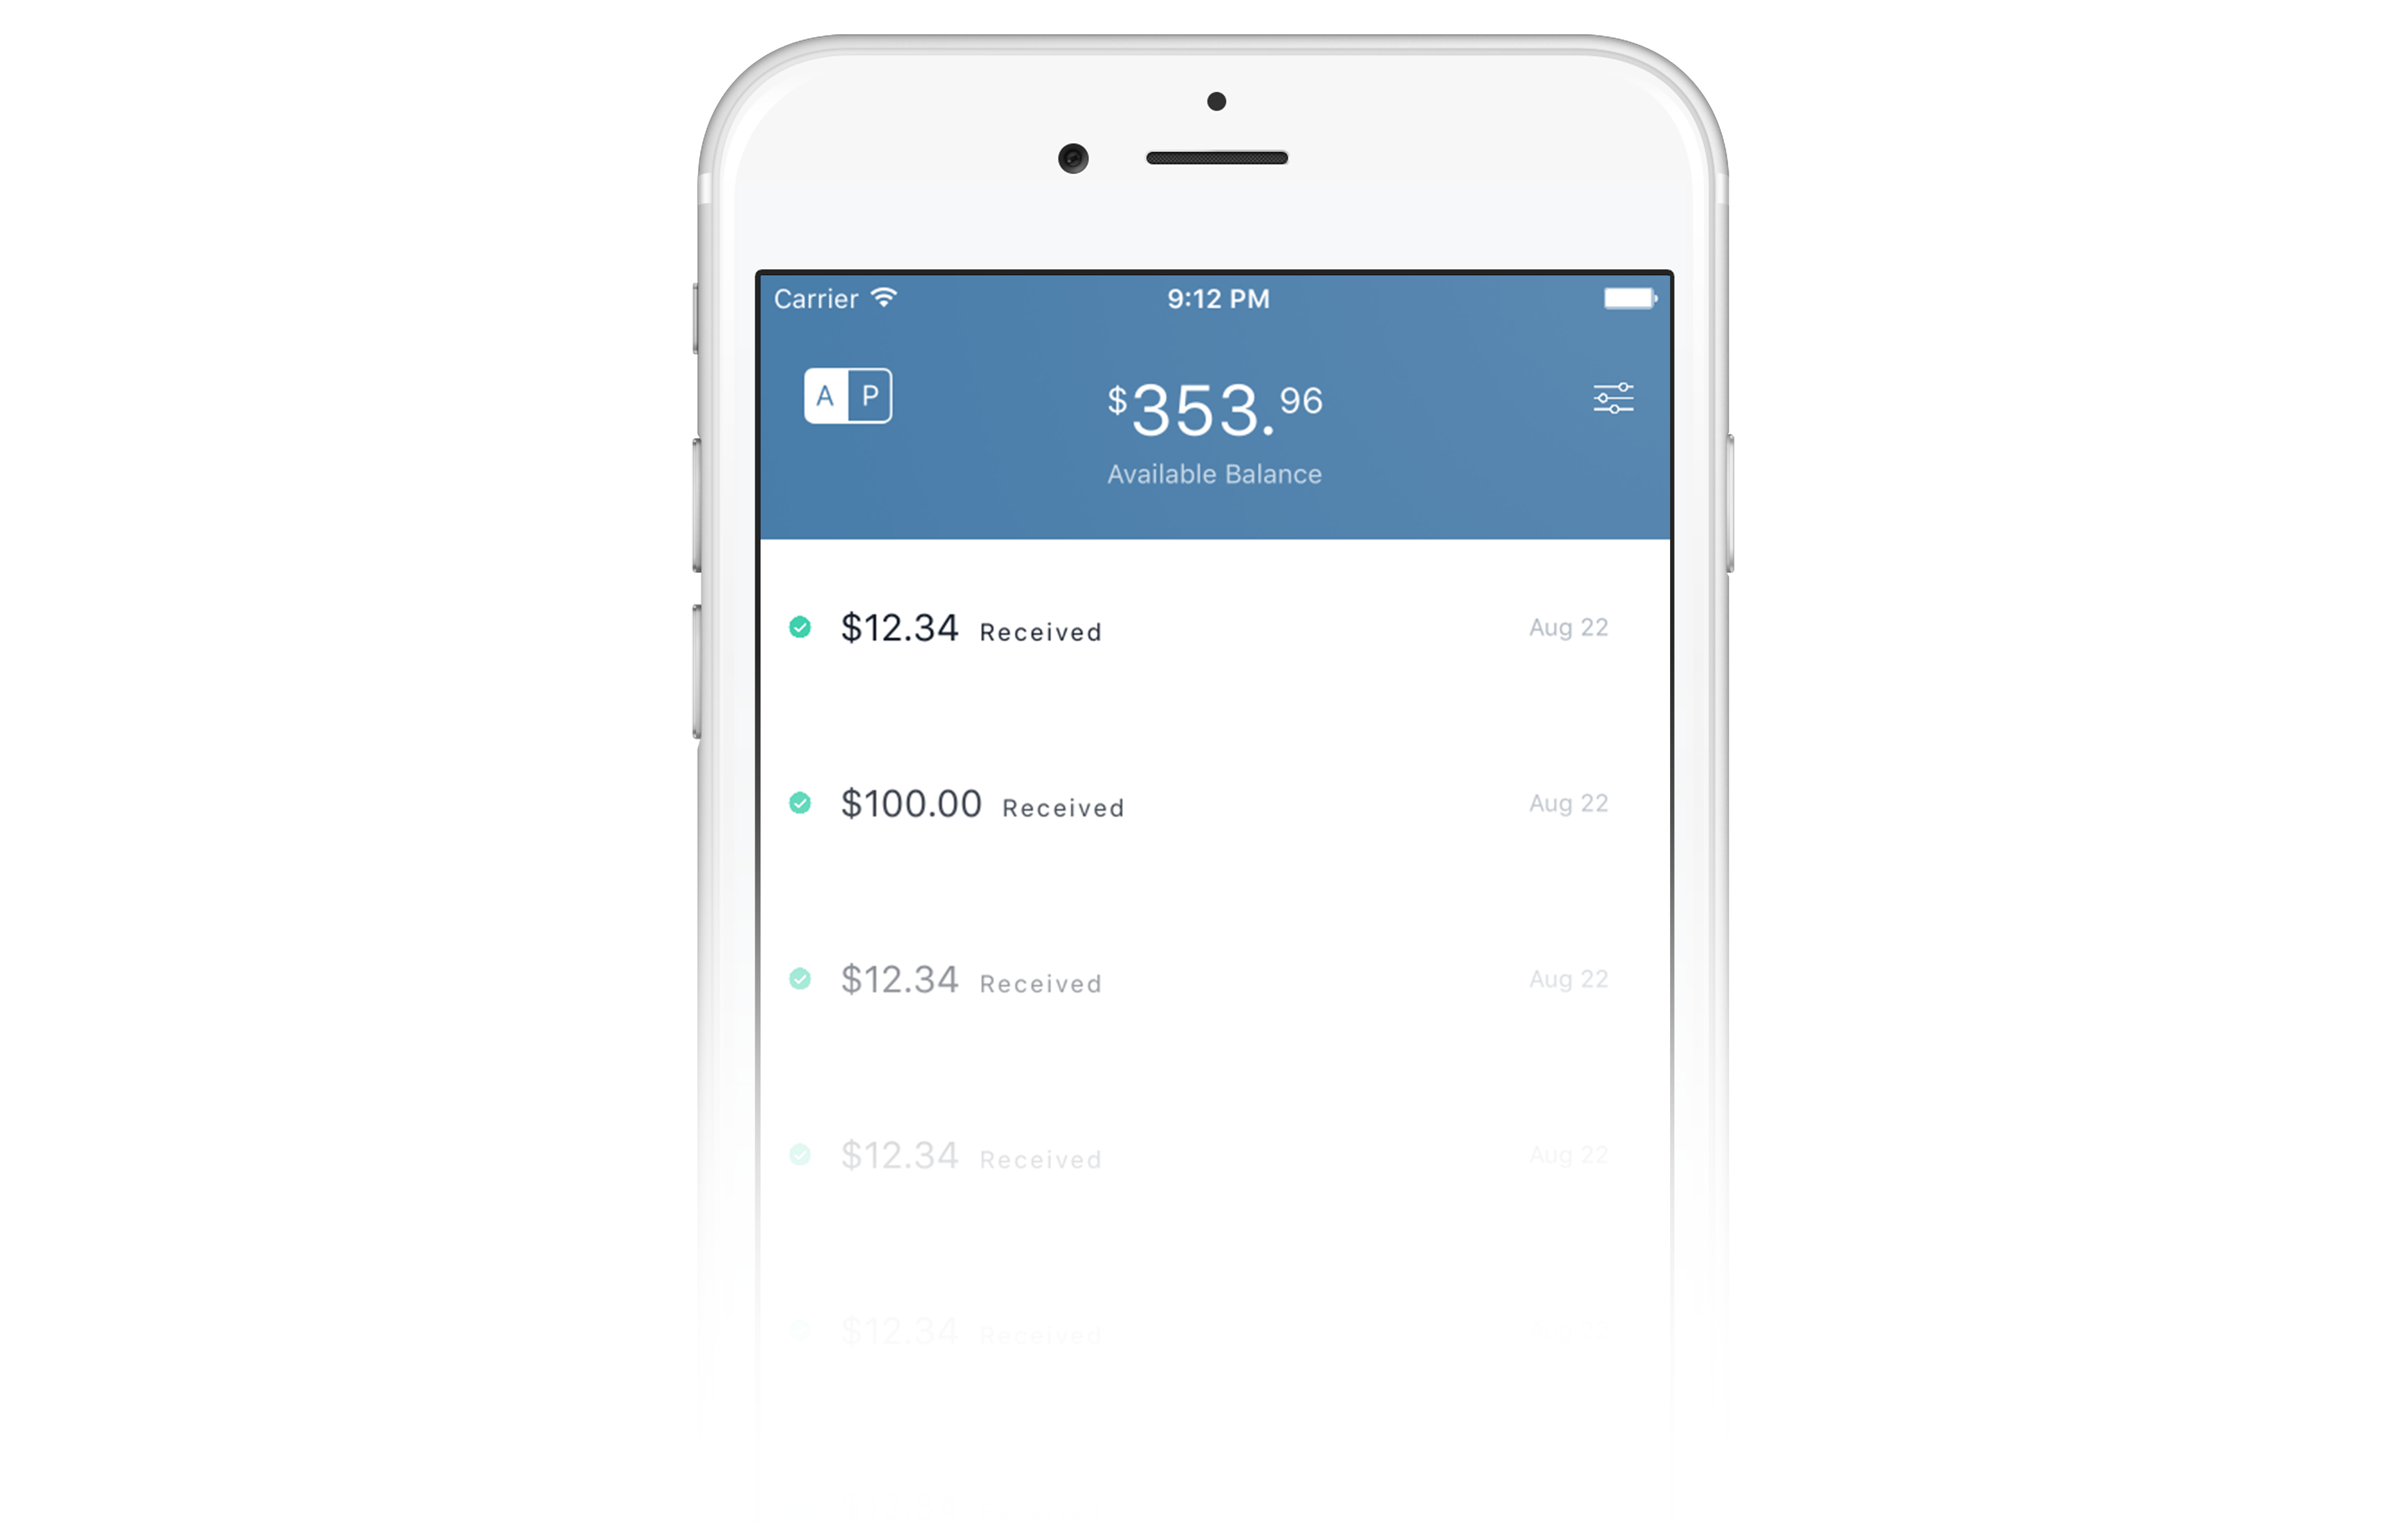 Carrier 9:12 PM
A P $353.96
Available Balance
$12.34 Received Aug 22
$100.00 Received Aug 22
$12.34 Received Aug 22
$12.34 Received Aug 22
$12.34 Received